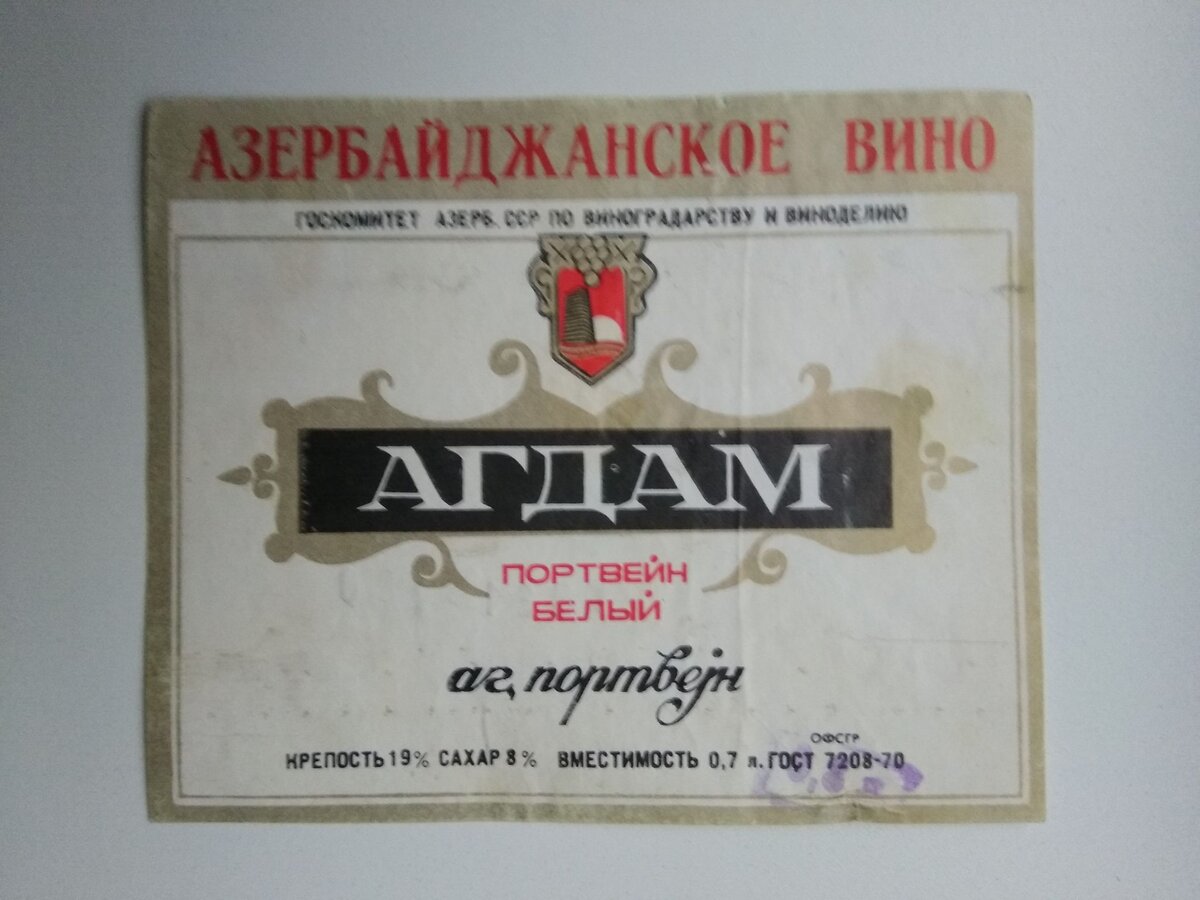 АЗЕРБАЙДЖАНСКОЕ ВИНО
ГОСКОМИТЕТ АЗЕРБ. ССР ПО ВИНОГРАДАРСТВУ И ВИНОДЕЛИЮ
АГДАМ
ПОРТВЕЙН
БЕЛЫЙ
аг, портвејн
ОФСГР
КРЕПОСТЬ 19% САХАР 8% ВМЕСТИМОСТЬ 0,7 л. ГОСТ 7208-70